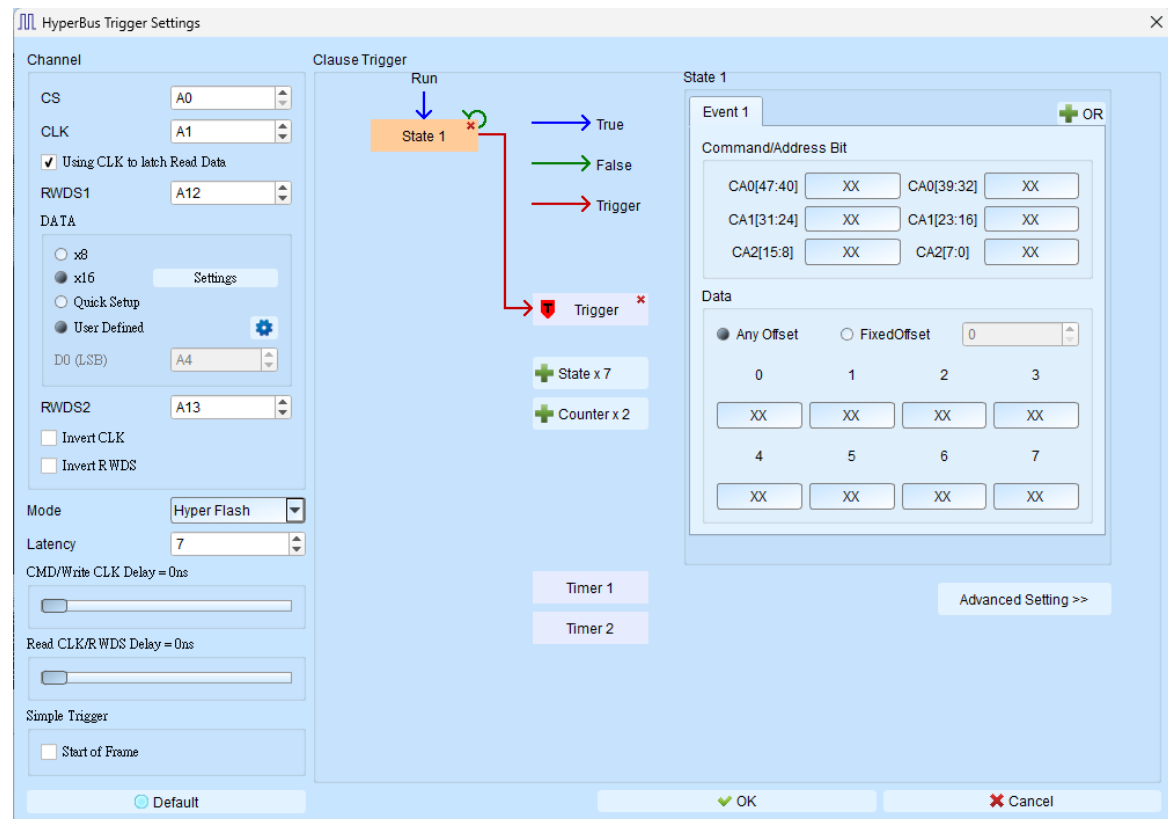 HyperBus Trigger Settings
Channel
CS A0
CLK A1
Using CLK to latch Read Data
RWDS1 A12
DATA
x8
x16 Settings
Quick Setup
User Defined
D0 (LSB) A4
RWDS2 A13
Invert CLK
Invert RWDS
Mode Hyper Flash
Latency 7
CMD/Write CLK Delay = 0ns
Read CLK/RWDS Delay = 0ns
Simple Trigger
Start of Frame
Default
Clause Trigger
Run
State 1
True
False
Trigger
T Trigger
State x 7
Counter x 2
Timer 1
Timer 2
State 1
Event 1 OR
Command/Address Bit
CA0[47:40] XX CA0[39:32] XX
CA1[31:24] XX CA1[23:16] XX
CA2[15:8] XX CA2[7:0] XX
Data
Any Offset FixedOffset 0
0 1 2 3
XX XX XX XX
4 5 6 7
XX XX XX XX
Advanced Setting >>
OK Cancel